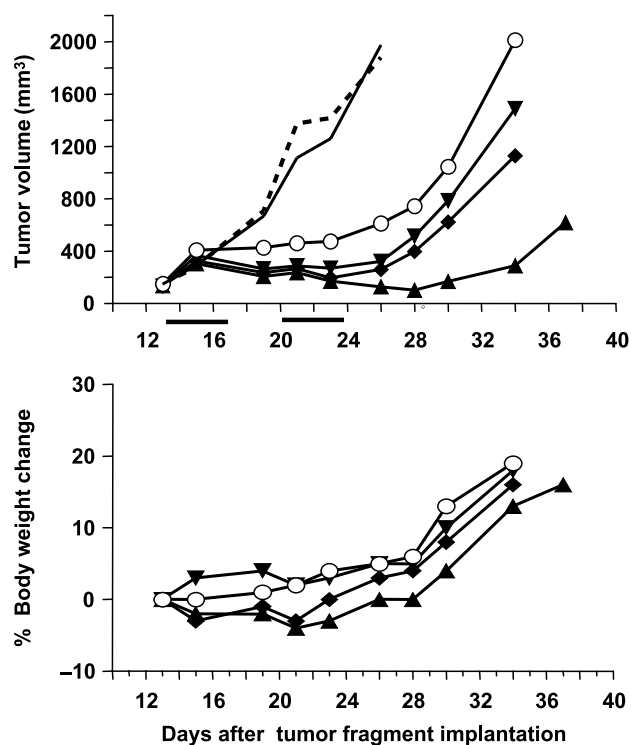 Tumor volume (mm³)
2000
1600
1200
800
400
0
12 16 20 24 28 32 36 40
% Body weight change
30
20
10
0
–10
12 16 20 24 28 32 36 40
Days after tumor fragment implantation